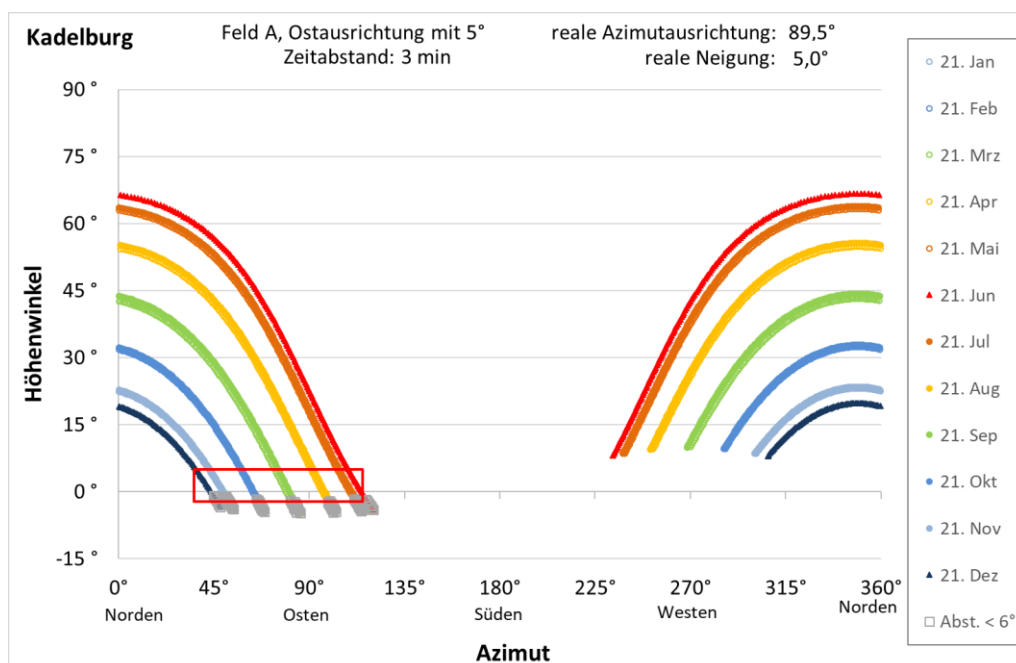 Kadelburg
Feld A, Ostausrichtung mit 5°
Zeitabstand: 3 min
reale Azimutausrichtung: 89,5°
reale Neigung: 5,0°
Höhenwinkel
90 °
75 °
60 °
45 °
30 °
15 °
0 °
-15 °
0° 45° 90° 135° 180° 225° 270° 315° 360°
Norden Osten Süden Westen Norden
Azimut
21. Jan
21. Feb
21. Mrz
21. Apr
21. Mai
21. Jun
21. Jul
21. Aug
21. Sep
21. Okt
21. Nov
21. Dez
Abst. < 6°